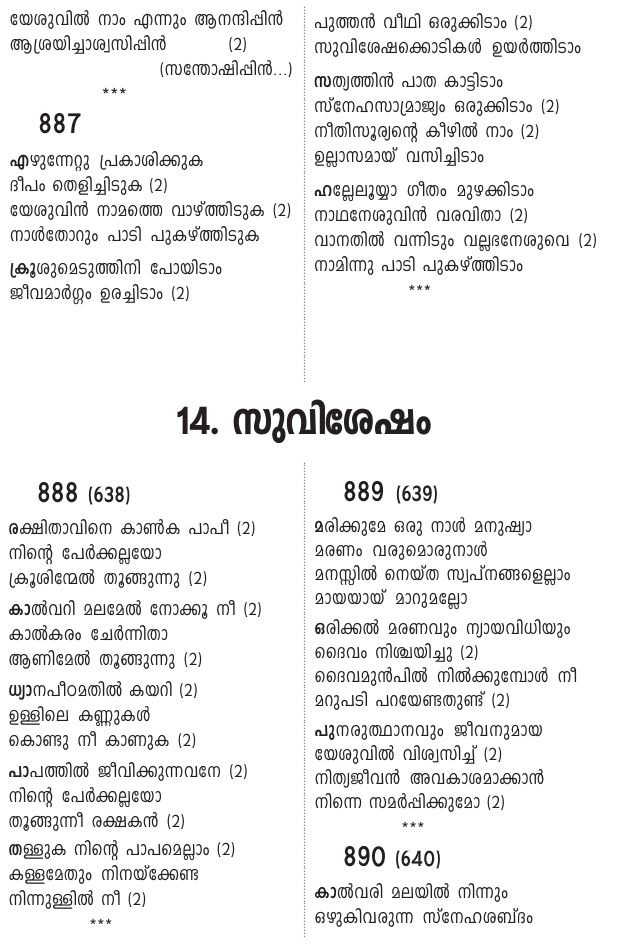 യേശുവിൽ നാം എന്നും ആനന്ദിപ്പിൻ
ആശ്രയിച്ചാശ്വസിപ്പിൻ (2)
(സന്തോഷിപ്പിൻ...)
***
887
എഴുന്നേറ്റു പ്രകാശിക്കുക
ദീപം തെളിച്ചിടുക (2)
യേശുവിൻ നാമത്തെ വാഴ്ത്തിടുക (2)
നാൾതോറും പാടി പുകഴ്ത്തിടുക
ക്രൂശുമെടുത്തിനി പോയിടാം
ജീവമാർഗ്ഗം ഉരച്ചിടാം (2)
പുത്തൻ വീഥി ഒരുക്കിടാം (2)
സുവിശേഷക്കൊടികൾ ഉയർത്തിടാം
സത്യത്തിൻ പാത കാട്ടിടാം
സ്നേഹസാമ്രാജ്യം ഒരുക്കിടാം (2)
നീതിസൂര്യന്റെ കീഴിൽ നാം (2)
ഉല്ലാസമായ് വസിച്ചിടാം
ഹല്ലേലൂയ്യാ ഗീതം മുഴക്കിടാം
നാഥനേശുവിൻ വരവിതാ (2)
വാനതിൽ വന്നിടും വല്ലഭനേശുവെ (2)
നാമിന്നു പാടി പുകഴ്ത്തിടാം
***
14. സുവിശേഷം
888 (638)
രക്ഷിതാവിനെ കാൺക പാപീ (2)
നിന്റെ പേർക്കല്ലയോ
ക്രൂശിന്മേൽ തൂങ്ങുന്നു (2)
കാൽവറി മലമേൽ നോക്കൂ നീ (2)
കാൽകരം ചേർന്നിതാ
ആണിമേൽ തൂങ്ങുന്നു (2)
ധ്യാനപീഠമതിൽ കയറി (2)
ഉള്ളിലെ കണ്ണുകൾ
കൊണ്ടു നീ കാണുക (2)
പാപത്തിൽ ജീവിക്കുന്നവനേ (2)
നിന്റെ പേർക്കല്ലയോ
തൂങ്ങുന്നീ രക്ഷകൻ (2)
തള്ളുക നിന്റെ പാപമെല്ലാം (2)
കള്ളമേതും നിനയ്ക്കേണ്ട
നിന്നുള്ളിൽ നീ (2)
***
889 (639)
മരിക്കുമേ ഒരു നാൾ മനുഷ്യാ
മരണം വരുമൊരുനാൾ
മനസ്സിൽ നെയ്ത സ്വപ്നങ്ങളെല്ലാം
മായയായ് മാറുമല്ലോ
ഒരിക്കൽ മരണവും ന്യായവിധിയും
ദൈവം നിശ്ചയിച്ചു (2)
ദൈവമുൻപിൽ നിൽക്കുമ്പോൾ നീ
മറുപടി പറയേണ്ടതുണ്ട് (2)
പുനരുത്ഥാനവും ജീവനുമായ
യേശുവിൽ വിശ്വസിച്ച് (2)
നിത്യജീവൻ അവകാശമാക്കാൻ
നിന്നെ സമർപ്പിക്കുമോ (2)
***
890 (640)
കാൽവരി മലയിൽ നിന്നും
ഒഴുകിവരുന്ന സ്നേഹശബ്ദം